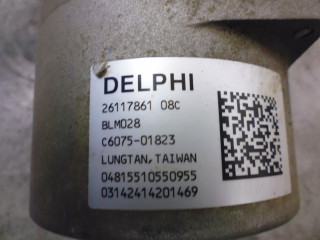 DELPHI
26117861 08C
BLM028
C6075-01823
LUNGTAN, TAIWAN
04815510550955
03142414201469